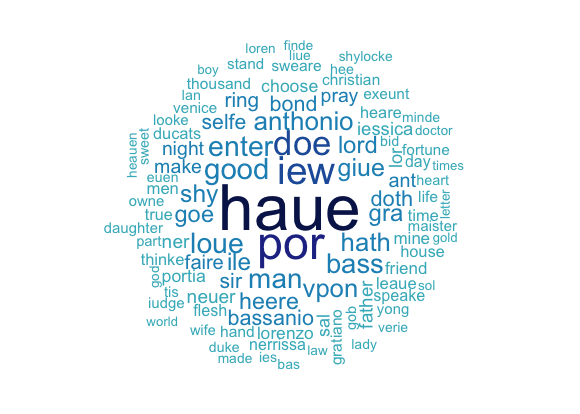 loren finde
liue shylocke
boy stand sweare hee
thousand choose christian
lan ring bond pray exeunt
venice heare minde
looke selfe anthonio iessica doctor
ducats enter doe lord bid fortune
heauen sweet night lor day times
make good iew giue ant heart
euen
men shy doth life letter
owne haue gra time
true goe maister
daughter loue por hath mine gold
part ner house
thinke faire ile bass friend
god portia man leaue sol
tis sir vpon speake
iudge neuer heere father yong
flesh bassanio sal gob
world verie
wife hand lorenzo gratiano
duke nerrissa law lady
made ies
bas